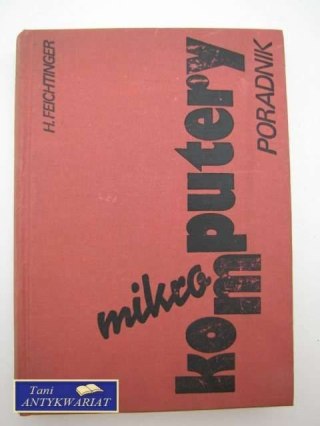 H. FEICHTINGER
mikro
komputery
PORADNIK
Tani
ANTYKWARIAT